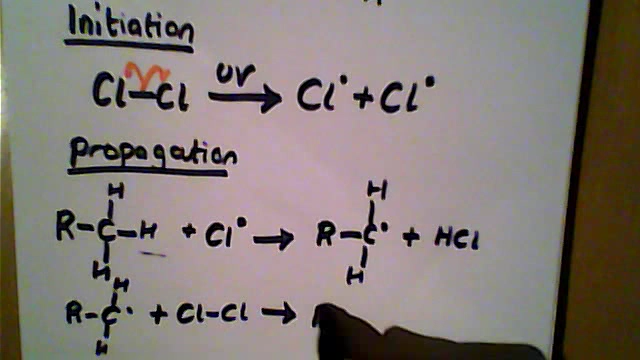 Initiation
Cl–Cl UV → Cl• + Cl•
Propagation
H
R–C–H + Cl• → R–C• + HCl
H
H
H
H
R–C• + Cl–Cl →
H